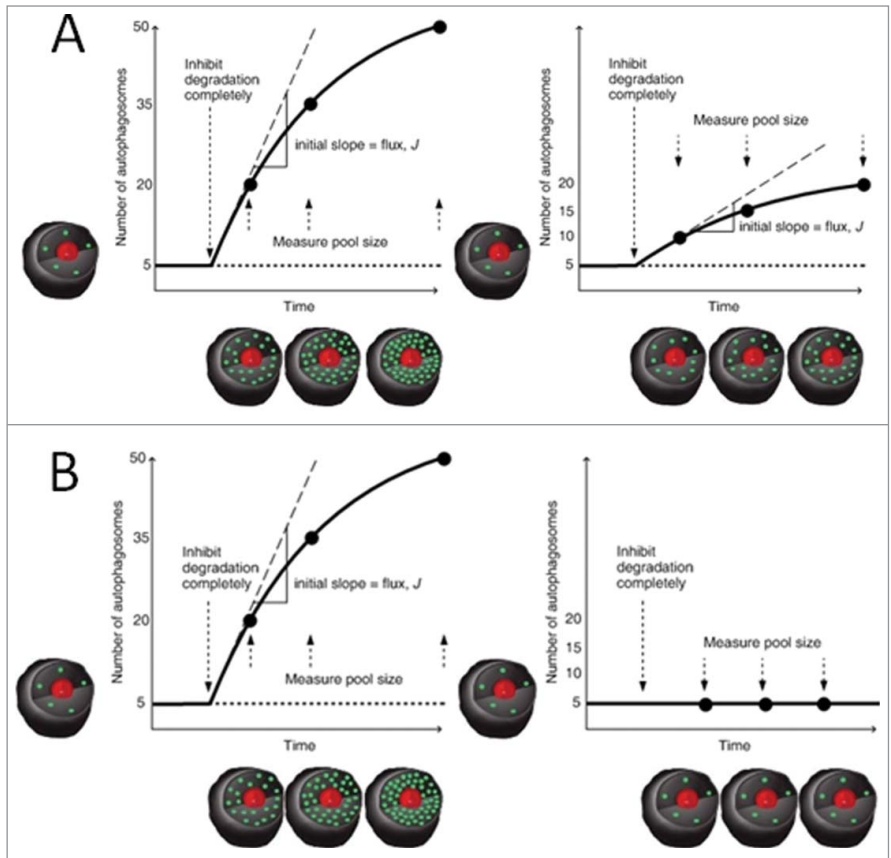 A
Number of autophagosomes
50
35
20
5
Inhibit
degradation
completely
initial slope = flux, J
Measure pool size
Time
Number of autophagosomes
20
15
10
5
Inhibit
degradation
completely
Measure pool size
initial slope = flux, J
Time
B
Number of autophagosomes
50
35
20
5
Inhibit
degradation
completely
initial slope = flux, J
Measure pool size
Time
Number of autophagosomes
20
15
10
5
Inhibit
degradation
completely
Measure pool size
Time